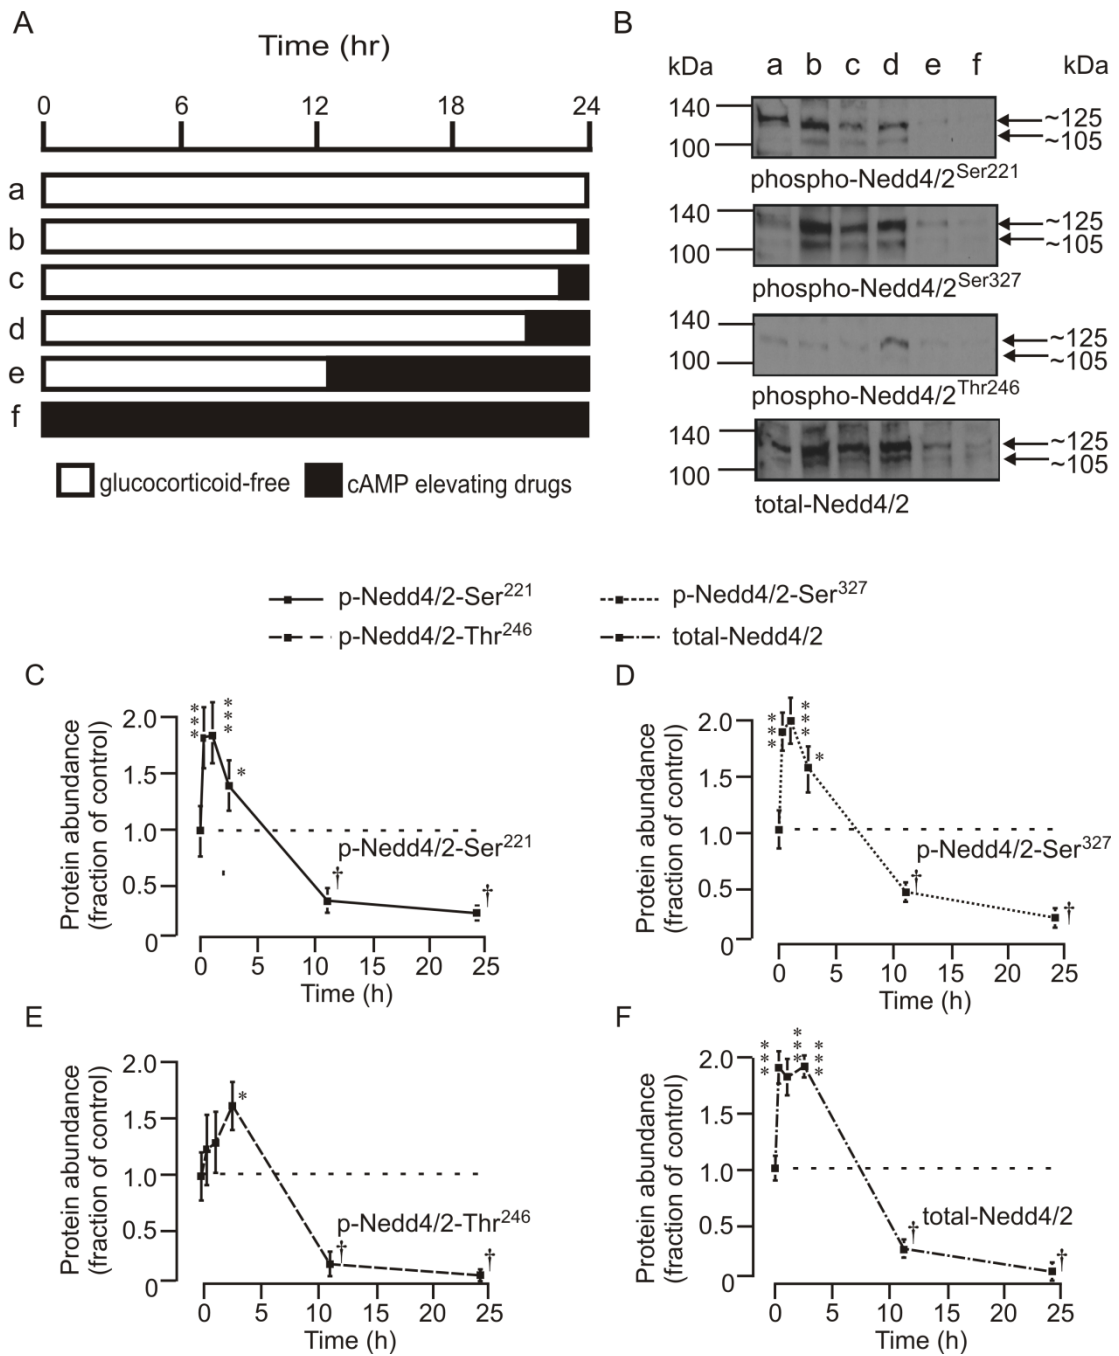 A
Time (hr)
0 6 12 18 24
a
b
c
d
e
f
glucocorticoid-free cAMP elevating drugs
B
kDa a b c d e f kDa
140 ~125
100 ~105
phospho-Nedd4/2Ser221
140 ~125
100 ~105
phospho-Nedd4/2Ser327
140 ~125
100 ~105
phospho-Nedd4/2Thr246
140 ~125
100 ~105
total-Nedd4/2
p-Nedd4/2-Ser221 p-Nedd4/2-Ser327
p-Nedd4/2-Thr246 total-Nedd4/2
C
Protein abundance
(fraction of control)
2.0
1.5
1.0
0.5
0
***
***
*
p-Nedd4/2-Ser221
†
†
0 5 10 15 20 25
Time (h)
D
Protein abundance
(fraction of control)
2.0
1.5
1.0
0.5
0
***
***
*
p-Nedd4/2-Ser327
†
†
0 5 10 15 20 25
Time (h)
E
Protein abundance
(fraction of control)
2.0
1.5
1.0
0.5
0
*
p-Nedd4/2-Thr246
†
†
0 5 10 15 20 25
Time (h)
F
Protein abundance
(fraction of control)
2.0
1.5
1.0
0.5
0
***
***
***
total-Nedd4/2
†
†
0 5 10 15 20 25
Time (h)